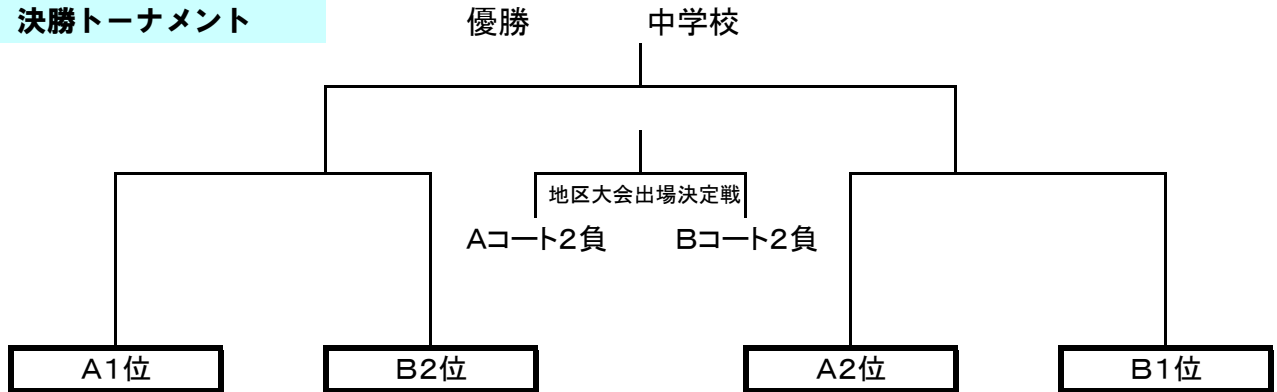 決勝トーナメント 優勝 中学校
地区大会出場決定戦
Aコート2負 Bコート2負
A1位 B2位 A2位 B1位